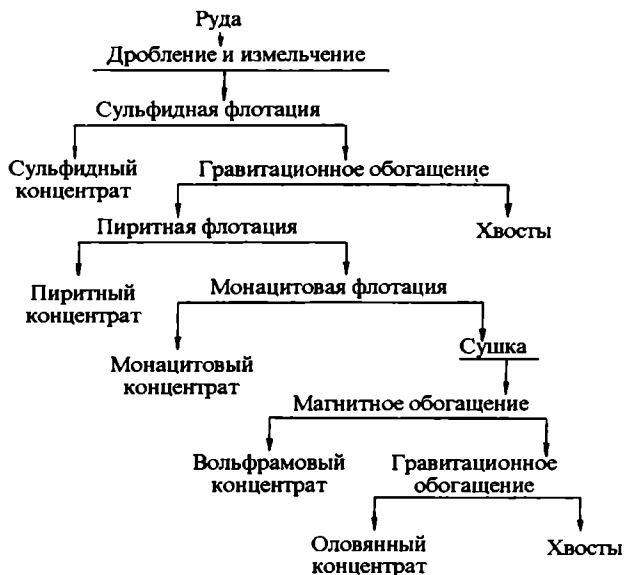 Руда
Дробление и измельчение
Сульфидная флотация
Сульфидный
концентрат
Гравитационное обогащение
Пиритная флотация
Хвосты
Пиритный
концентрат
Монацитовая флотация
Монацитовый
концентрат
Сушка
Магнитное обогащение
Вольфрамовый
концентрат
Гравитационное
обогащение
Оловянный
концентрат
Хвосты